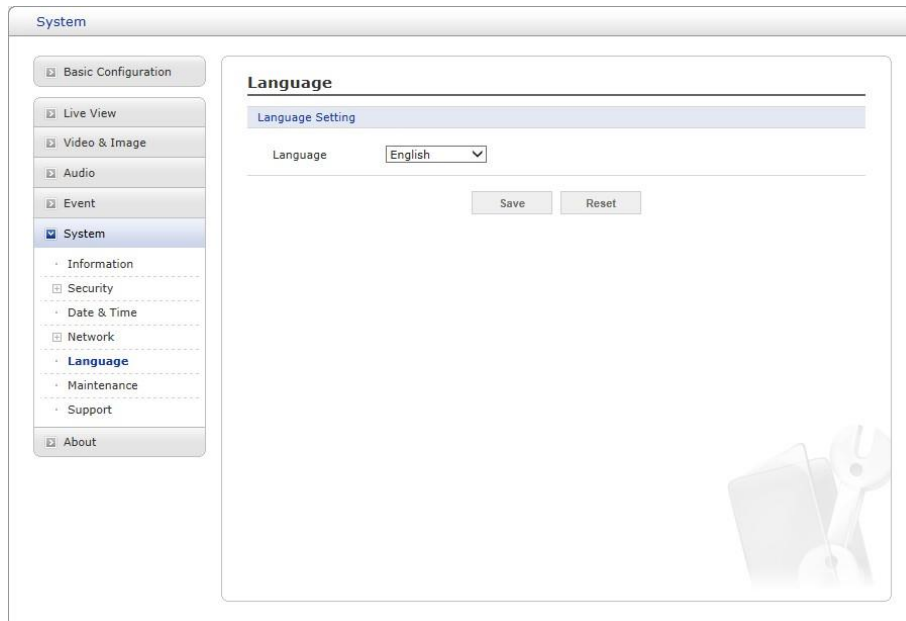 System
Basic Configuration
Live View
Video & Image
Audio
Event
System
Information
Security
Date & Time
Network
Language
Maintenance
Support
About
Language
Language Setting
Language English
Save Reset